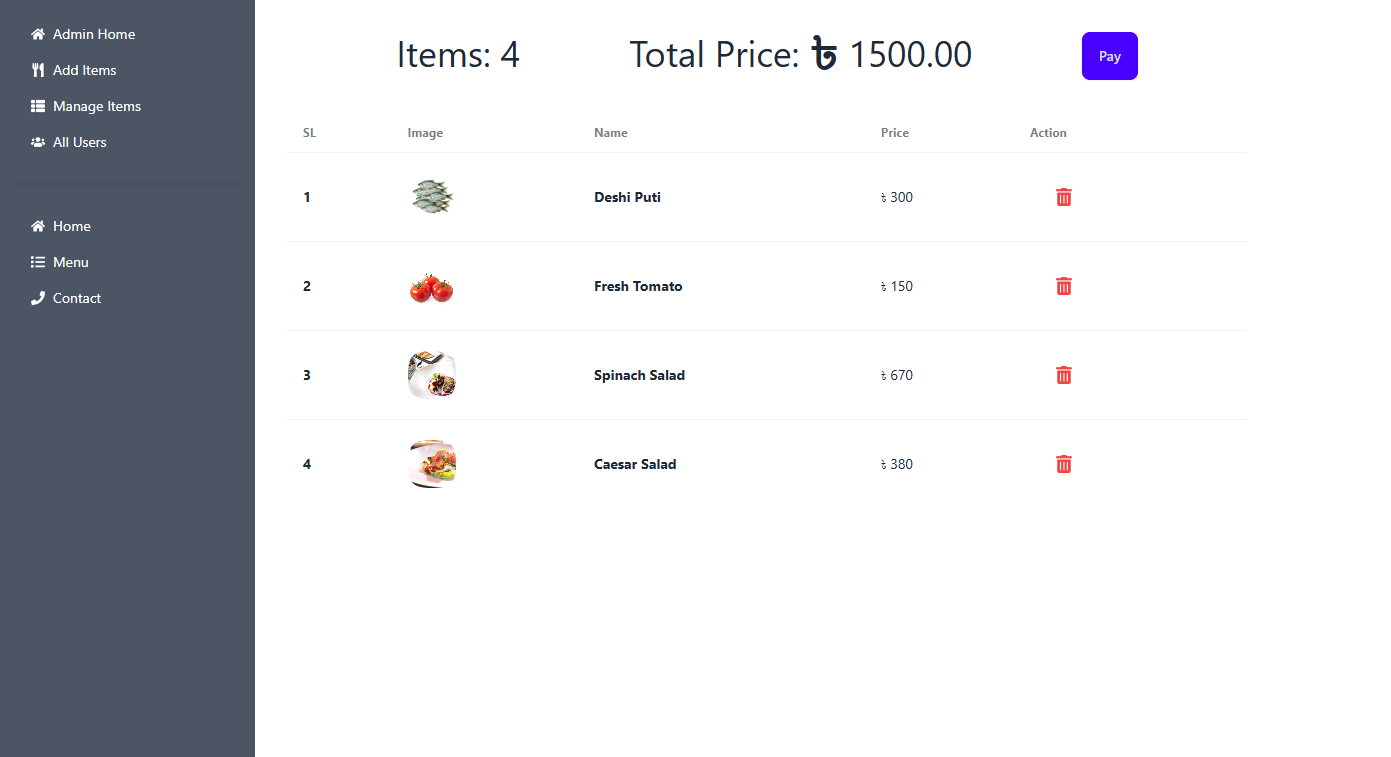 Admin Home
Add Items
Manage Items
All Users
Home
Menu
Contact
Items: 4
Total Price: ৳ 1500.00
Pay
SL Image Name Price Action
1 Deshi Puti ৳ 300
2 Fresh Tomato ৳ 150
3 Spinach Salad ৳ 670
4 Caesar Salad ৳ 380